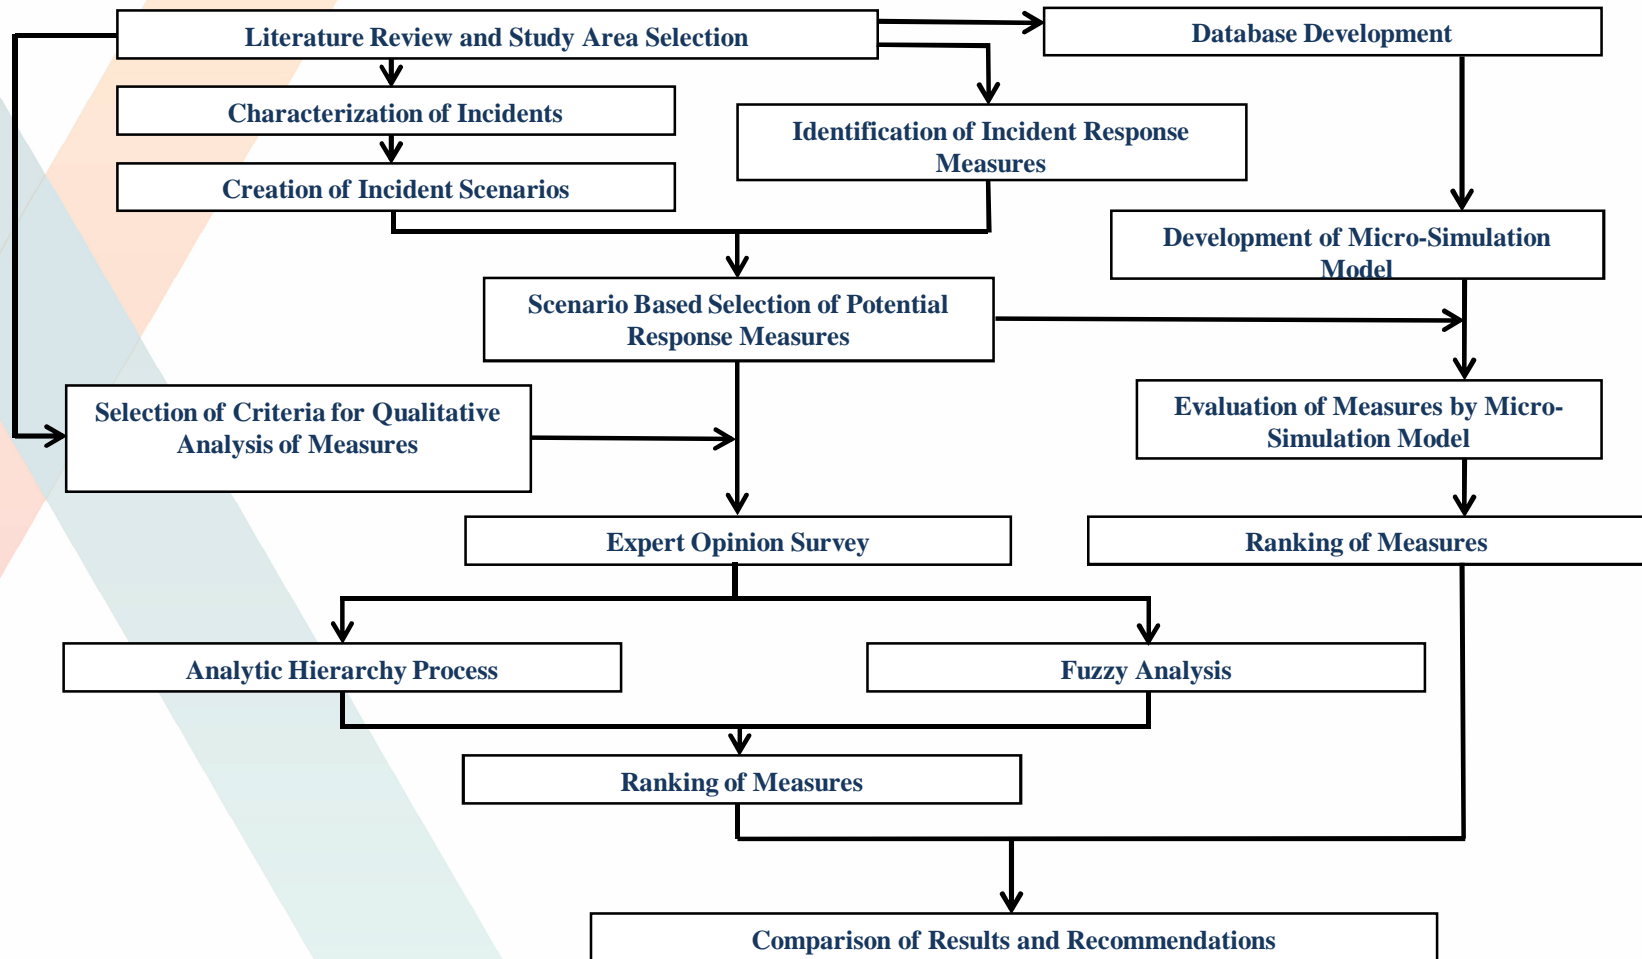 Literature Review and Study Area Selection
Database Development
Characterization of Incidents
Identification of Incident Response
Measures
Creation of Incident Scenarios
Development of Micro-Simulation
Model
Scenario Based Selection of Potential
Response Measures
Selection of Criteria for Qualitative
Analysis of Measures
Evaluation of Measures by Micro-
Simulation Model
Expert Opinion Survey
Ranking of Measures
Analytic Hierarchy Process
Fuzzy Analysis
Ranking of Measures
Comparison of Results and Recommendations